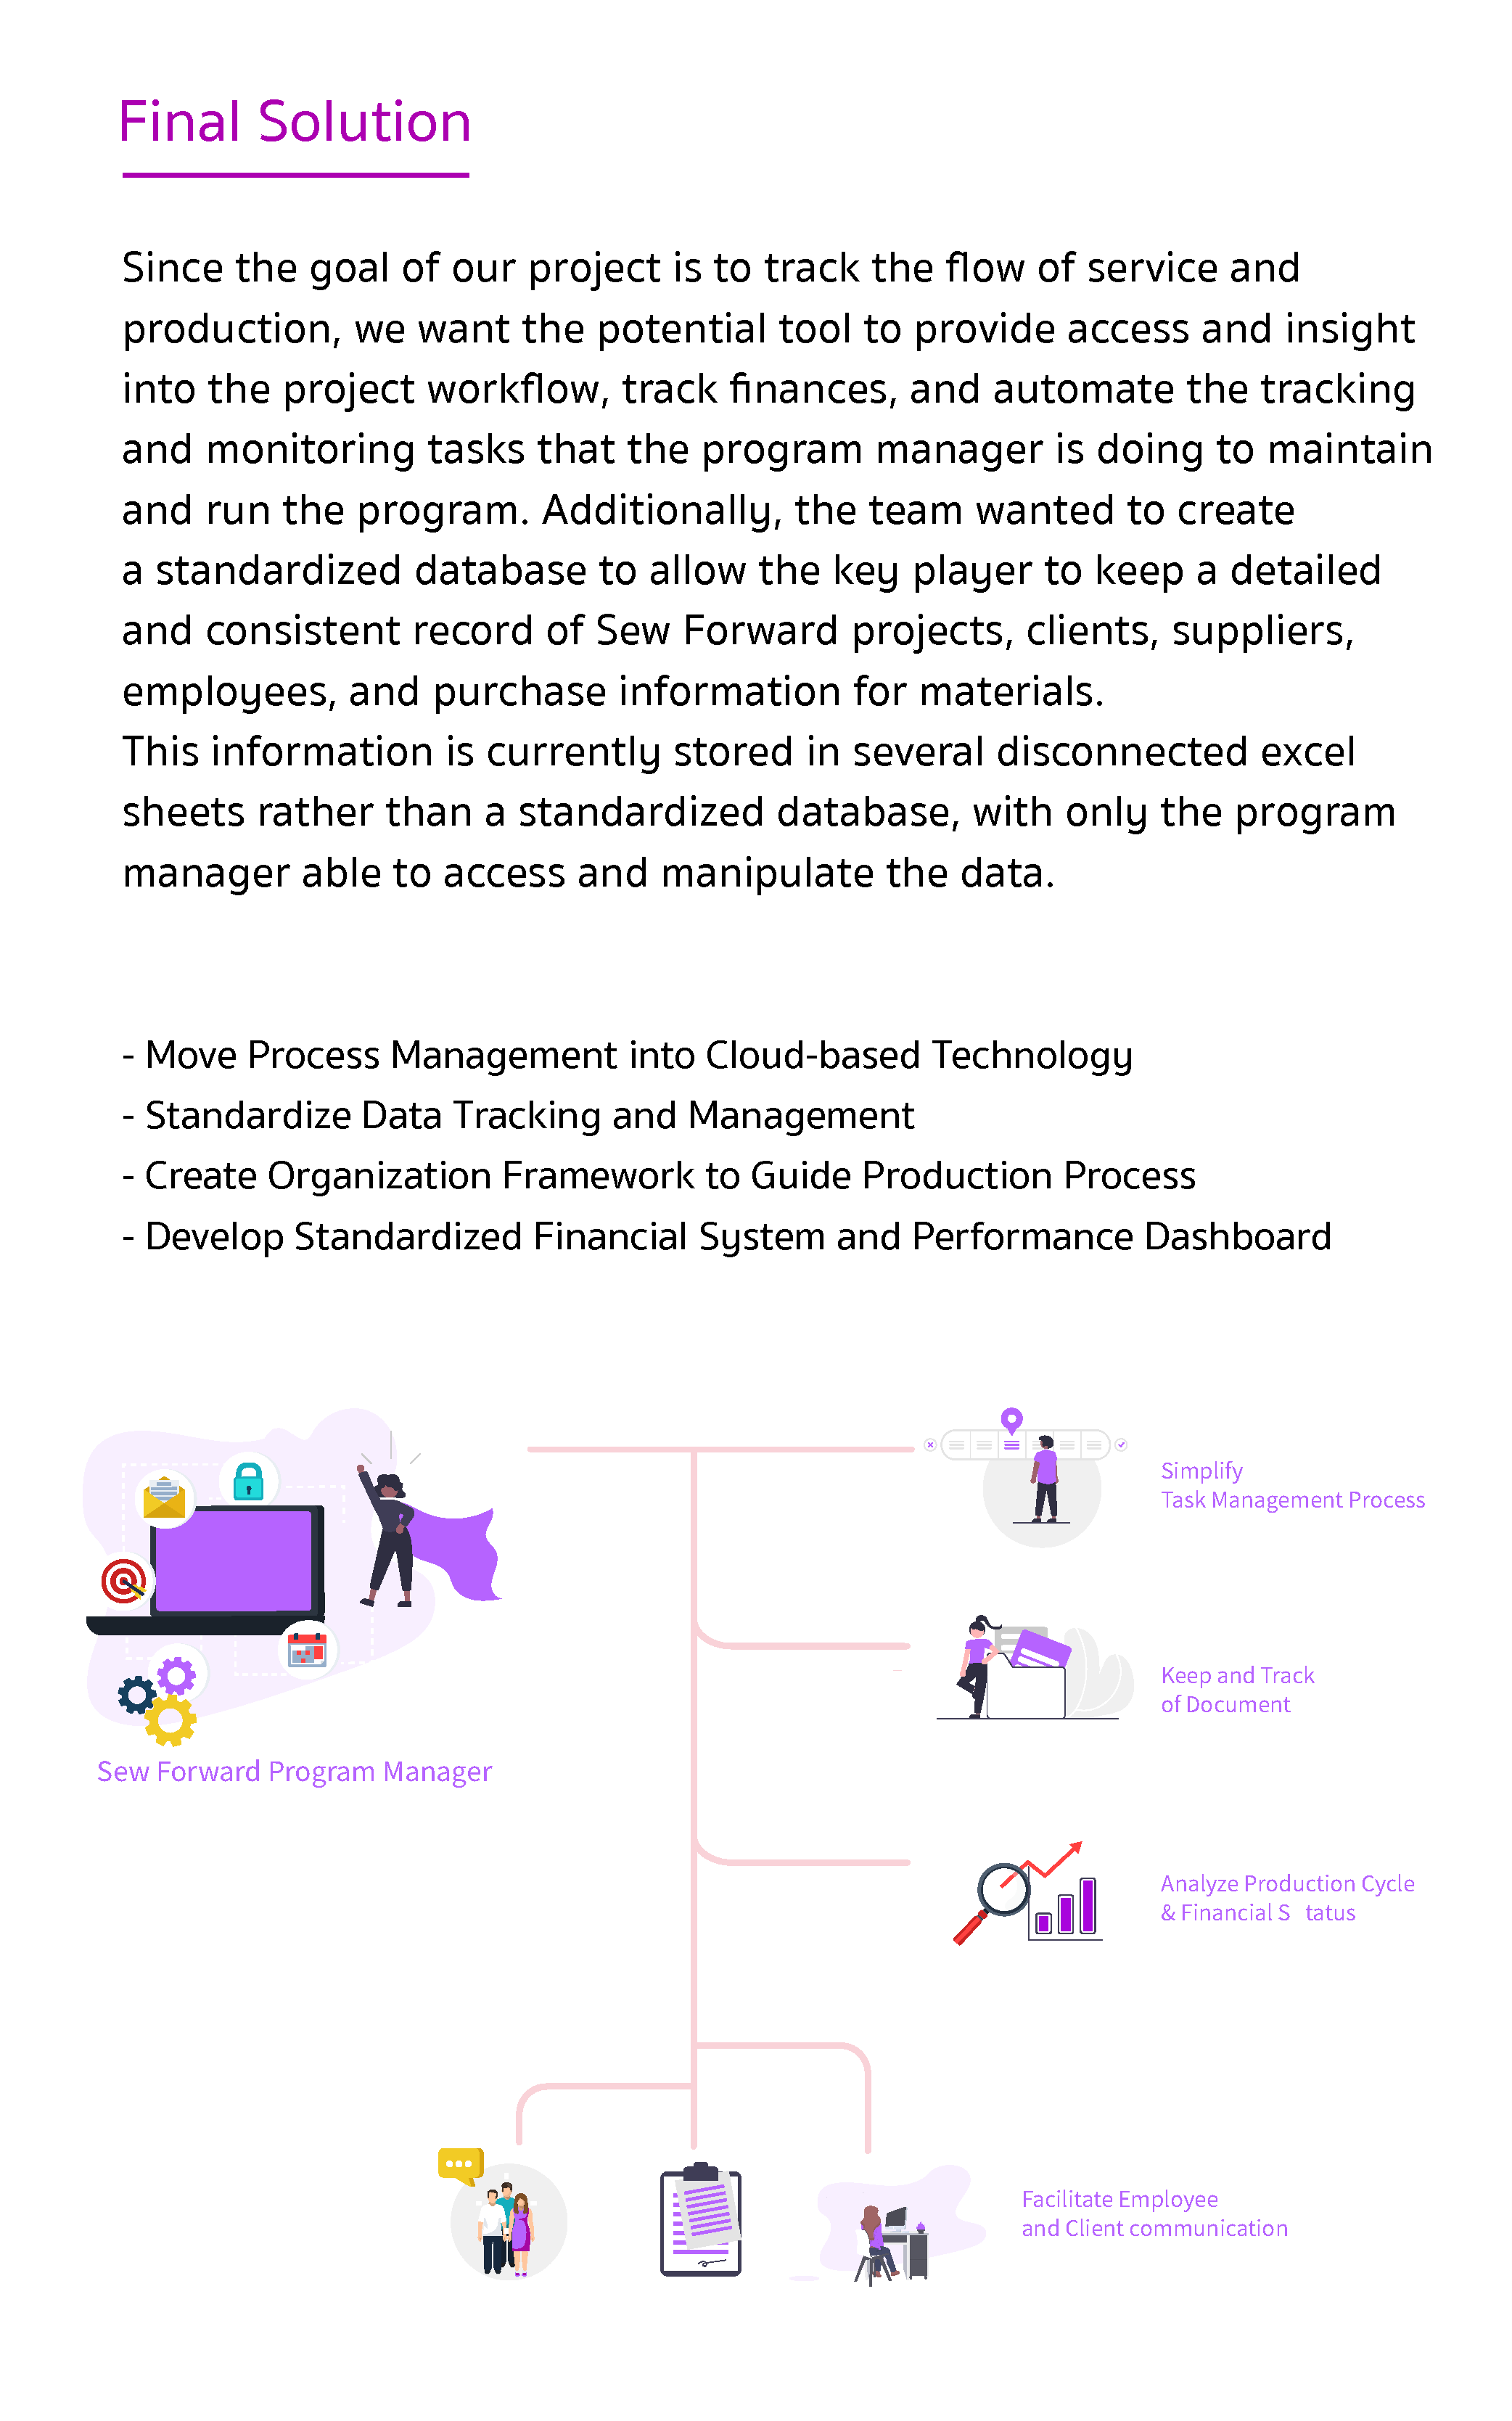 Final Solution
Since the goal of our project is to track the flow of service and
production, we want the potential tool to provide access and insight
into the project workflow, track finances, and automate the tracking
and monitoring tasks that the program manager is doing to maintain
and run the program. Additionally, the team wanted to create
a standardized database to allow the key player to keep a detailed
and consistent record of Sew Forward projects, clients, suppliers,
employees, and purchase information for materials.
This information is currently stored in several disconnected excel
sheets rather than a standardized database, with only the program
manager able to access and manipulate the data.
- Move Process Management into Cloud-based Technology
- Standardize Data Tracking and Management
- Create Organization Framework to Guide Production Process
- Develop Standardized Financial System and Performance Dashboard
Simplify
Task Management Process
Keep and Track
of Document
Sew Forward Program Manager
Analyze Production Cycle
& Financial S tatus
Facilitate Employee
and Client communication